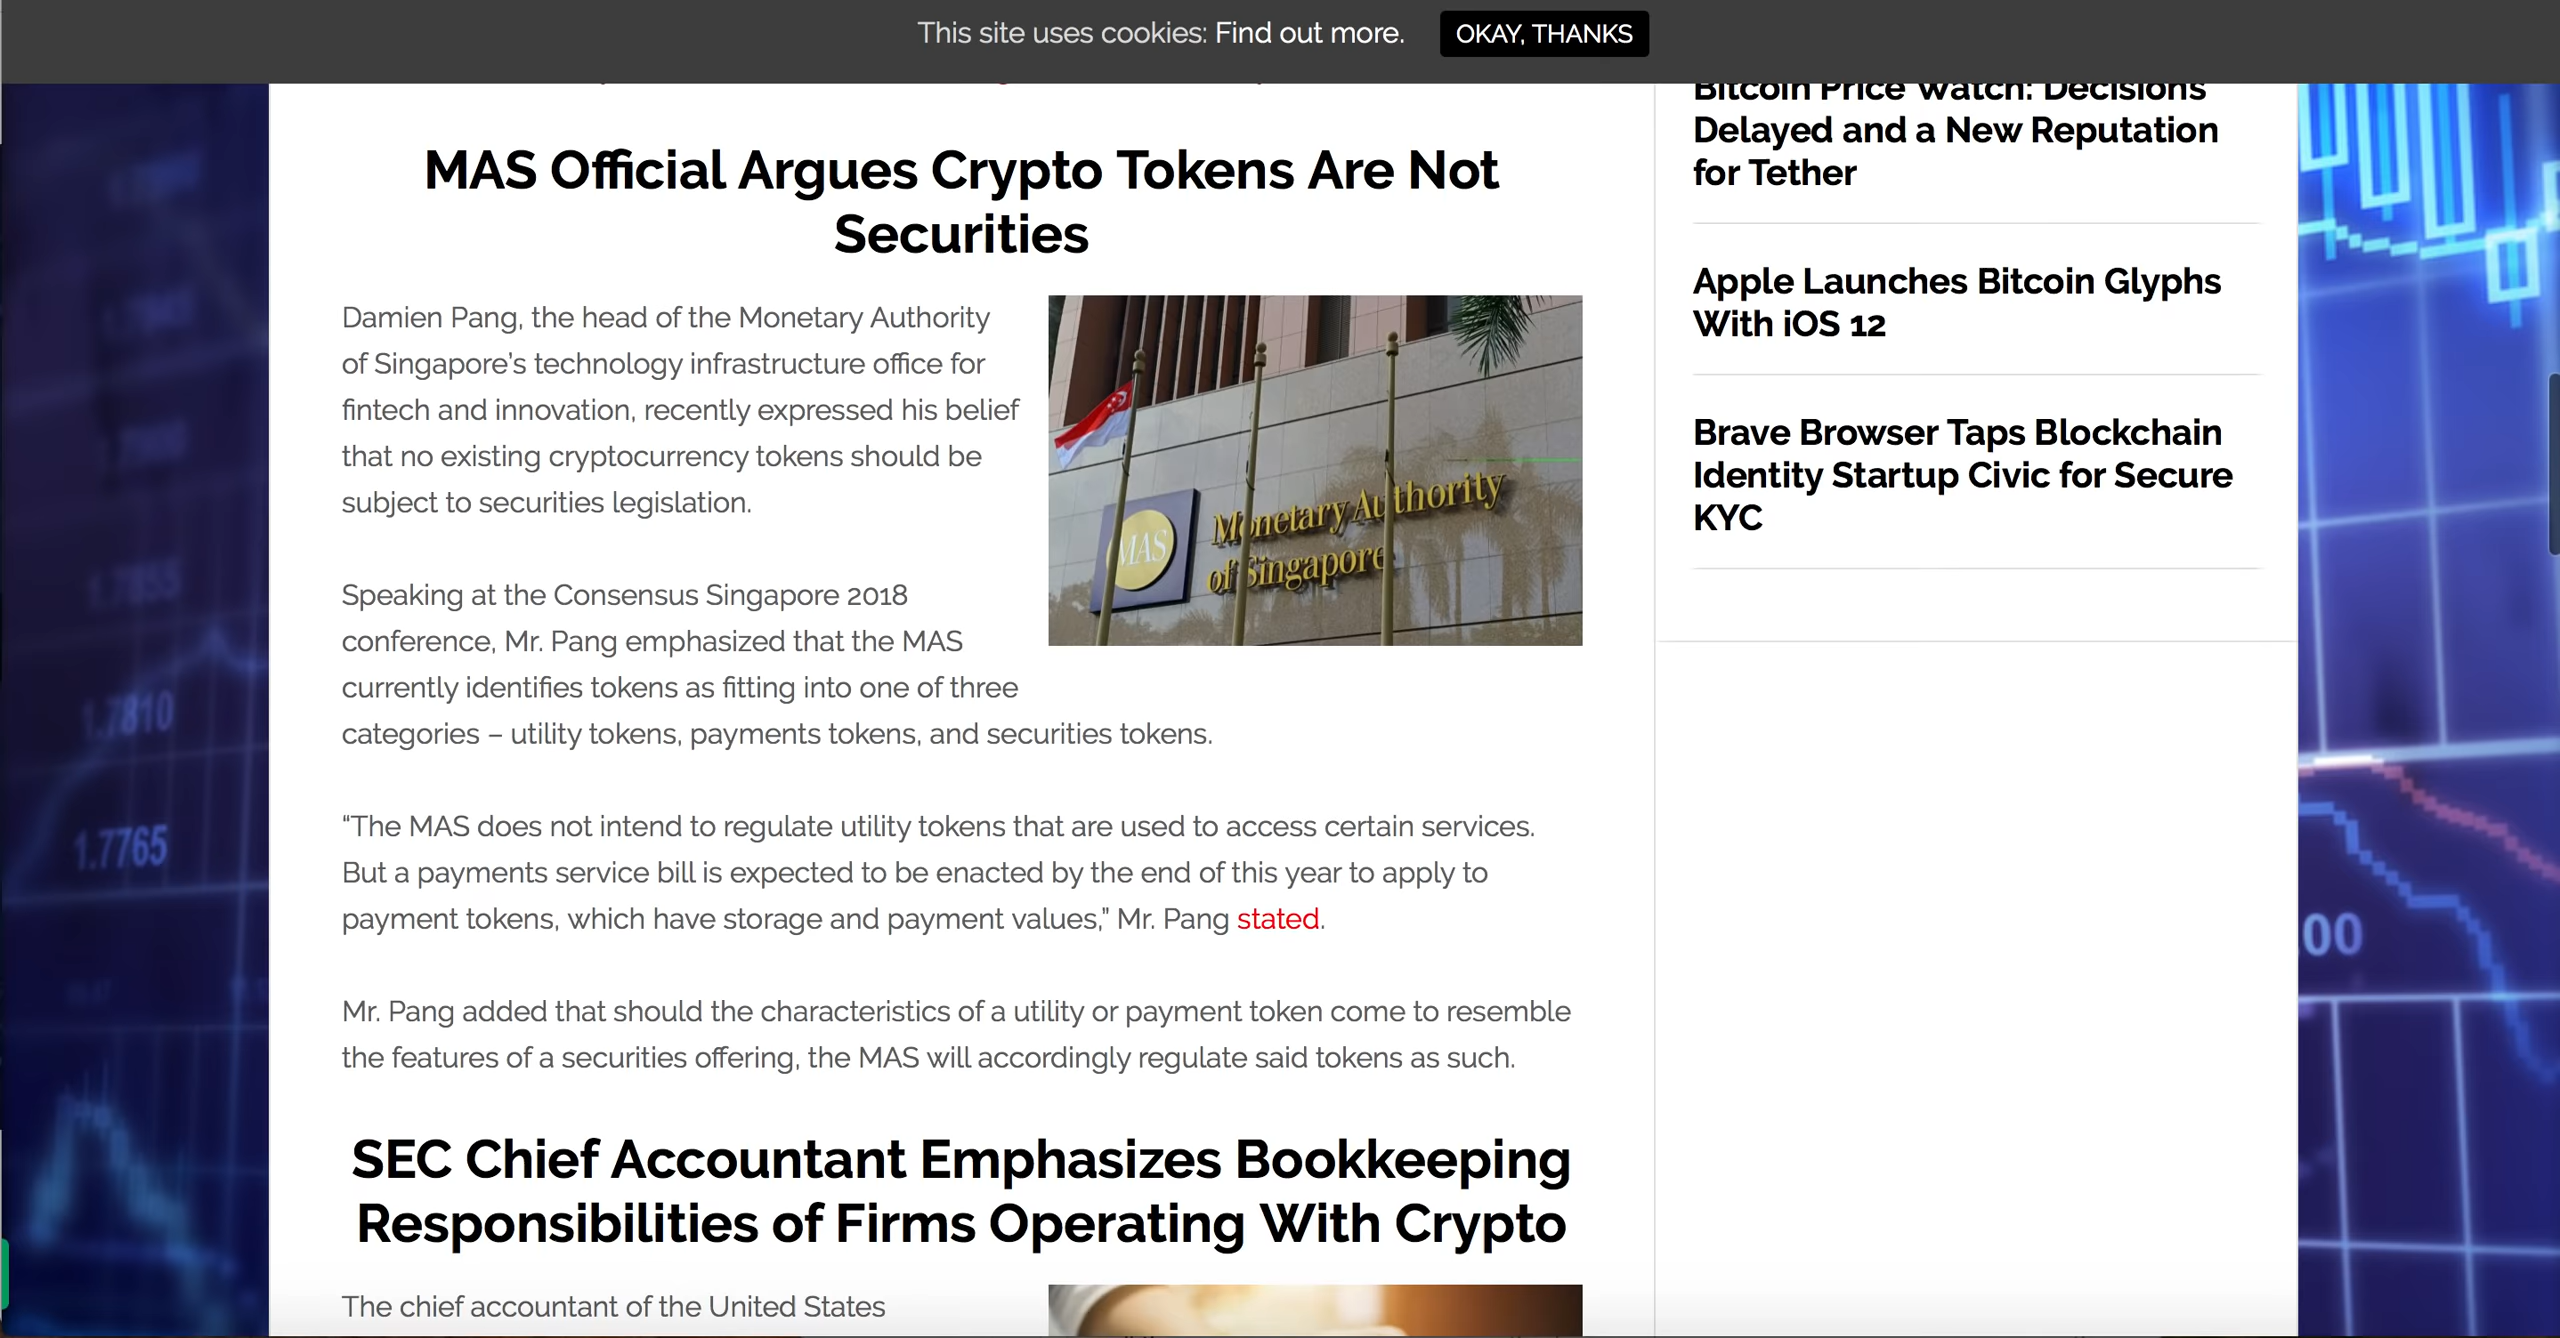 This site uses cookies: Find out more.
OKAY, THANKS
MAS Official Argues Crypto Tokens Are Not
Securities
Damien Pang, the head of the Monetary Authority
of Singapore’s technology infrastructure office for
fintech and innovation, recently expressed his belief
that no existing cryptocurrency tokens should be
subject to securities legislation.
MAS
Monetary Authority
of Singapore
Speaking at the Consensus Singapore 2018
conference, Mr. Pang emphasized that the MAS
currently identifies tokens as fitting into one of three
categories – utility tokens, payments tokens, and securities tokens.
“The MAS does not intend to regulate utility tokens that are used to access certain services.
But a payments service bill is expected to be enacted by the end of this year to apply to
payment tokens, which have storage and payment values,” Mr. Pang stated.
Mr. Pang added that should the characteristics of a utility or payment token come to resemble
the features of a securities offering, the MAS will accordingly regulate said tokens as such.
SEC Chief Accountant Emphasizes Bookkeeping
Responsibilities of Firms Operating With Crypto
The chief accountant of the United States
Bitcoin Price Watch: Decisions
Delayed and a New Reputation
for Tether
Apple Launches Bitcoin Glyphs
With iOS 12
Brave Browser Taps Blockchain
Identity Startup Civic for Secure
KYC
1.7855
1.7810
1.7765
.00